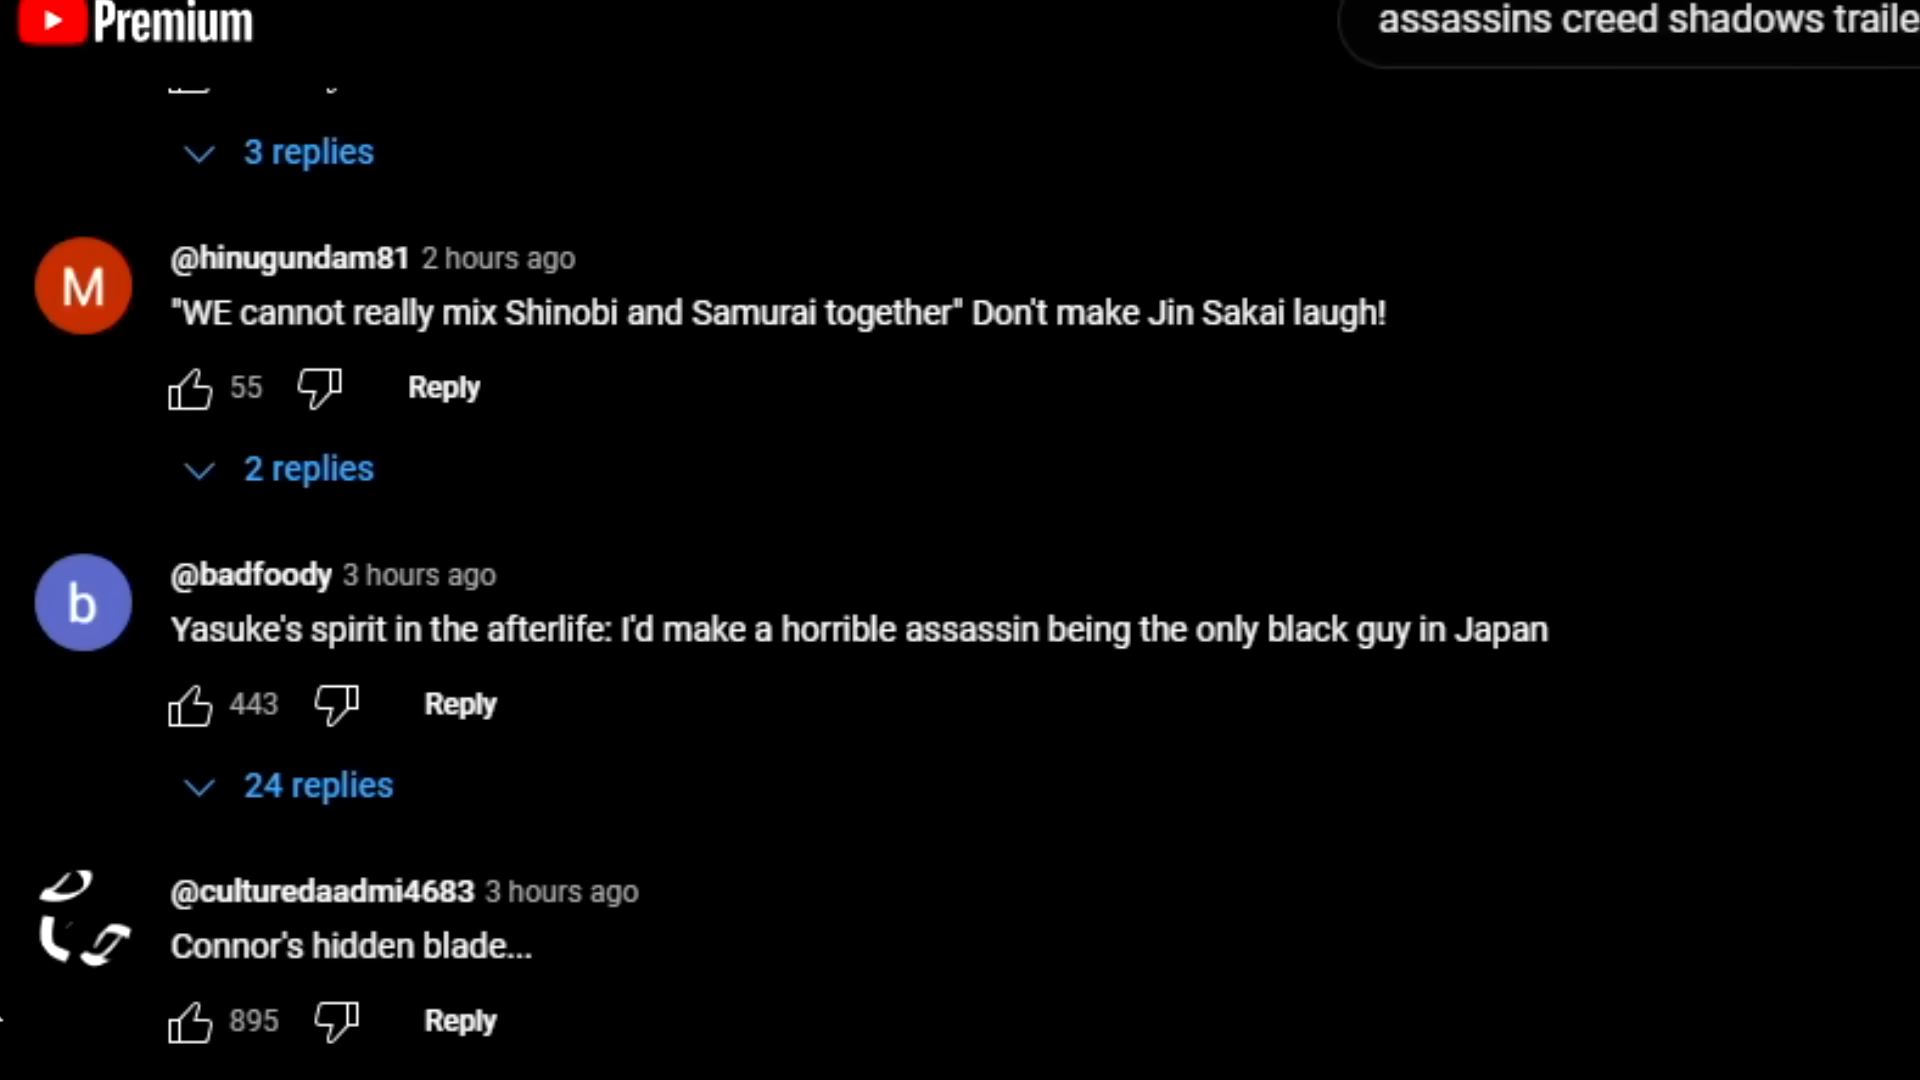 Premium
assassins creed shadows traile
3 replies
M
@hinugundam81 2 hours ago
"WE cannot really mix Shinobi and Samurai together" Don't make Jin Sakai laugh!
55 Reply
2 replies
b
@badfoody 3 hours ago
Yasuke's spirit in the afterlife: I'd make a horrible assassin being the only black guy in Japan
443 Reply
24 replies
@culturedaadmi4683 3 hours ago
Connor's hidden blade...
895 Reply